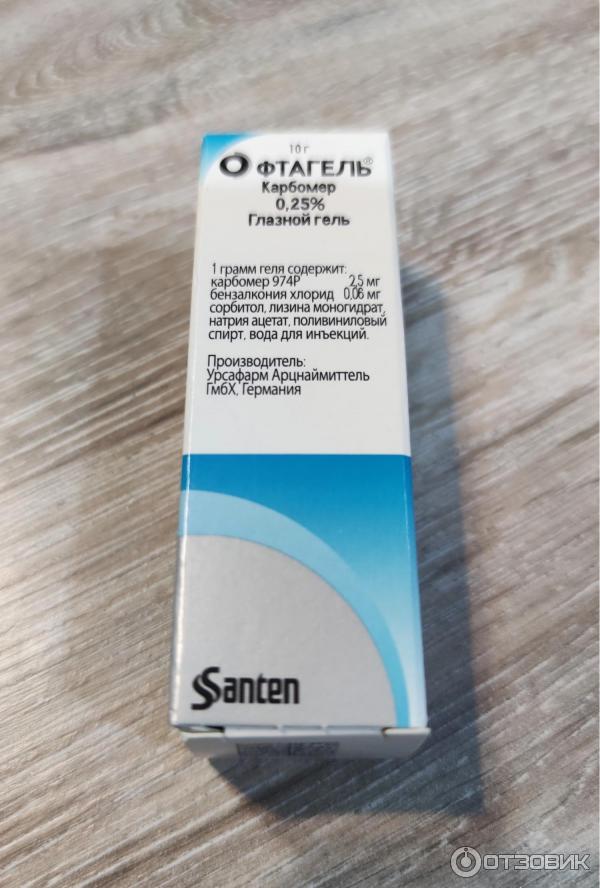 10 г
ОФТАГЕЛЬ®
Карбомер
0,25%
Глазной гель
1 грамм геля содержит:
карбомер 974Р 2,5 мг
бензалкония хлорид 0,06 мг
сорбитол, лизина моногидрат,
натрия ацетат, поливиниловый
спирт, вода для инъекций.
Производитель:
Урсафарм Арцнаймиттель
ГмбХ, Германия
Santen
ОТЗОВИК